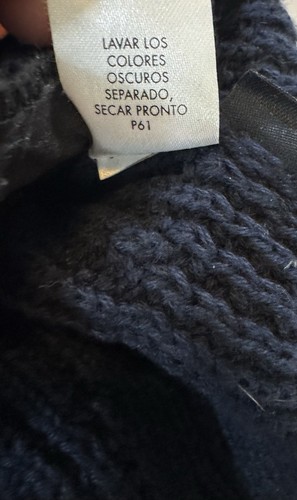 LAVAR LOS
COLORES
OSCUROS
SEPARADO,
SECAR PRONTO
P61